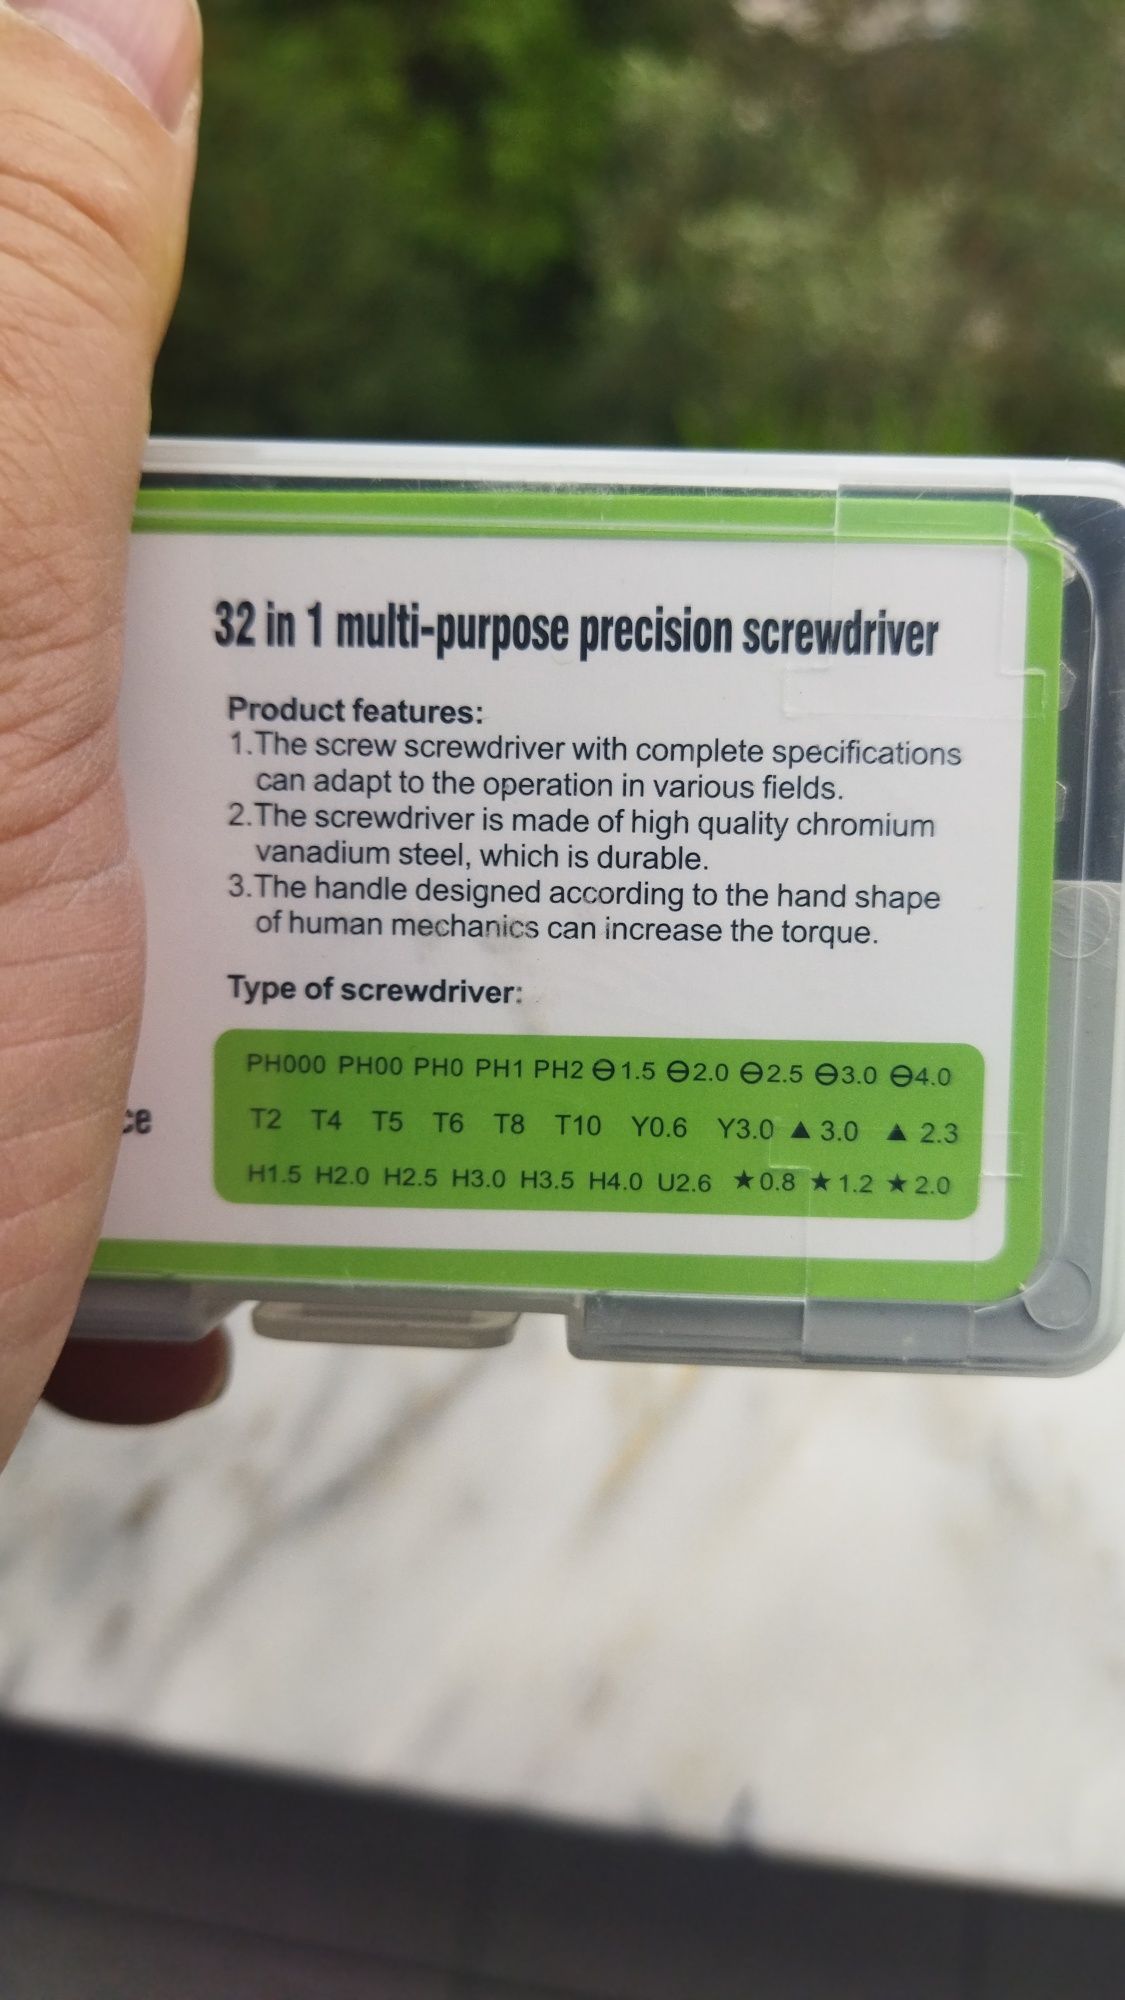 32 in 1 multi-purpose precision screwdriver
Product features:
1.The screw screwdriver with complete specifications
can adapt to the operation in various fields.
2.The screwdriver is made of high quality chromium
vanadium steel, which is durable.
3.The handle designed according to the hand shape
of human mechanics can increase the torque.
Type of screwdriver:
PH000 PH00 PH0 PH1 PH2 ⊖1.5 ⊖2.0 ⊖2.5 ⊖3.0 ⊖4.0
T2 T4 T5 T6 T8 T10 Y0.6 Y3.0 ▲ 3.0 ▲ 2.3
H1.5 H2.0 H2.5 H3.0 H3.5 H4.0 U2.6 ★0.8 ★1.2 ★2.0